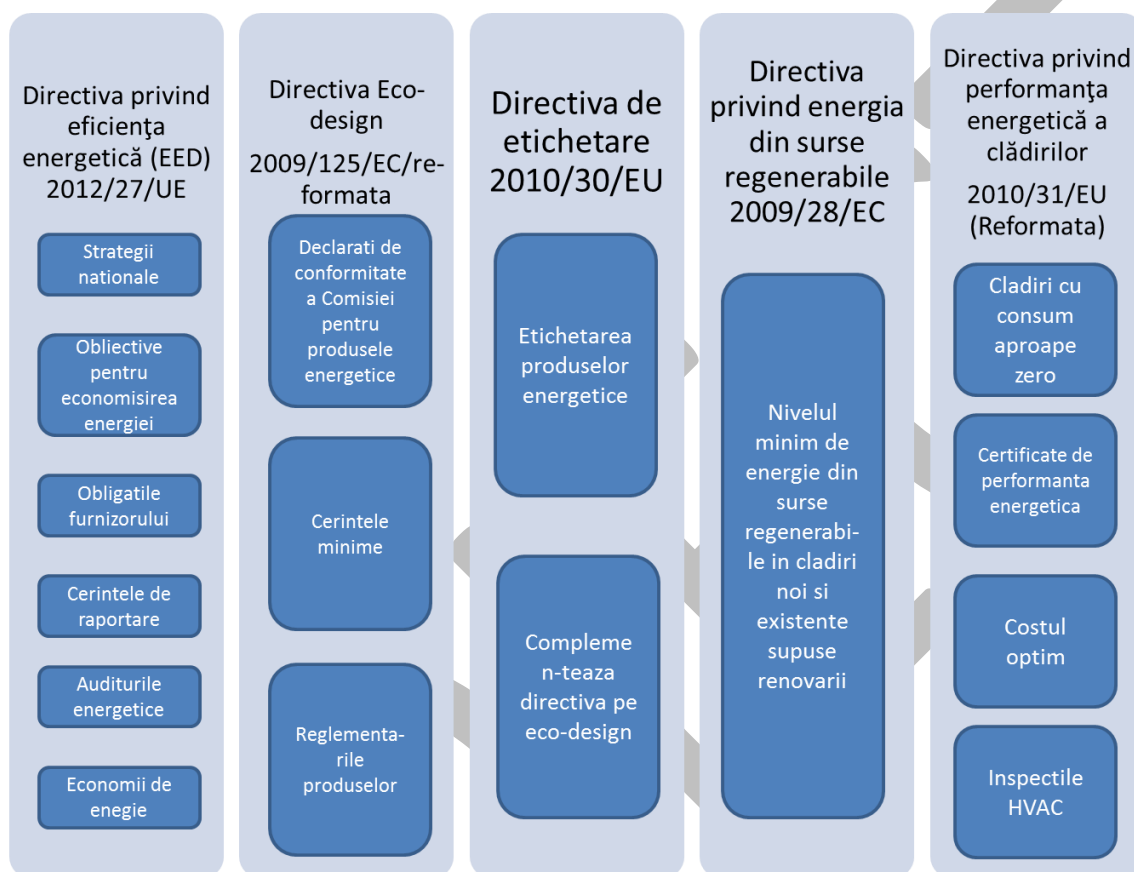 Directiva privind
eficiența
energetică (EED)
2012/27/UE
Strategii
nationale
Obliective
pentru
economisirea
energiei
Obligatile
furnizorului
Cerintele de
raportare
Auditurile
energetice
Economii de
enegie
Directiva Eco-
design
2009/125/EC/re-
formata
Declarati de
conformitate
a Comisiei
pentru
produsele
energetice
Cerintele
minime
Reglementa-
rile
produselor
Directiva de
etichetare
2010/30/EU
Etichetarea
produselor
energetice
Compleme
n-teaza
directiva pe
eco-design
Directiva
privind energia
din surse
regenerabile
2009/28/EC
Nivelul
minim de
energie din
surse
regenerabi-
le in cladiri
noi si
existente
supuse
renovarii
Directiva privind
performanța
energetică a
clădirilor
2010/31/EU
(Reformata)
Cladiri cu
consum
aproape
zero
Certificate de
performanta
energetica
Costul
optim
Inspectile
HVAC